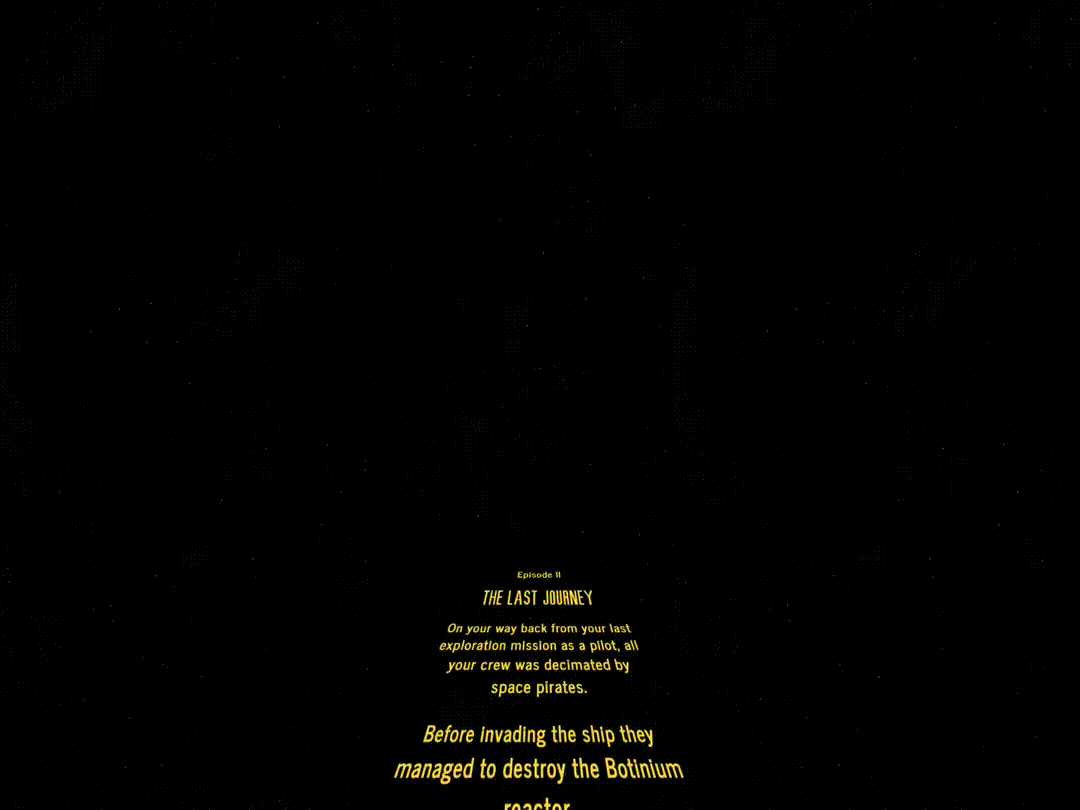 Episode II
THE LAST JOURNEY
On your way back from your last
exploration mission as a pilot, all
your crew was decimated by
space pirates.
Before invading the ship they
managed to destroy the Botinium
reactor